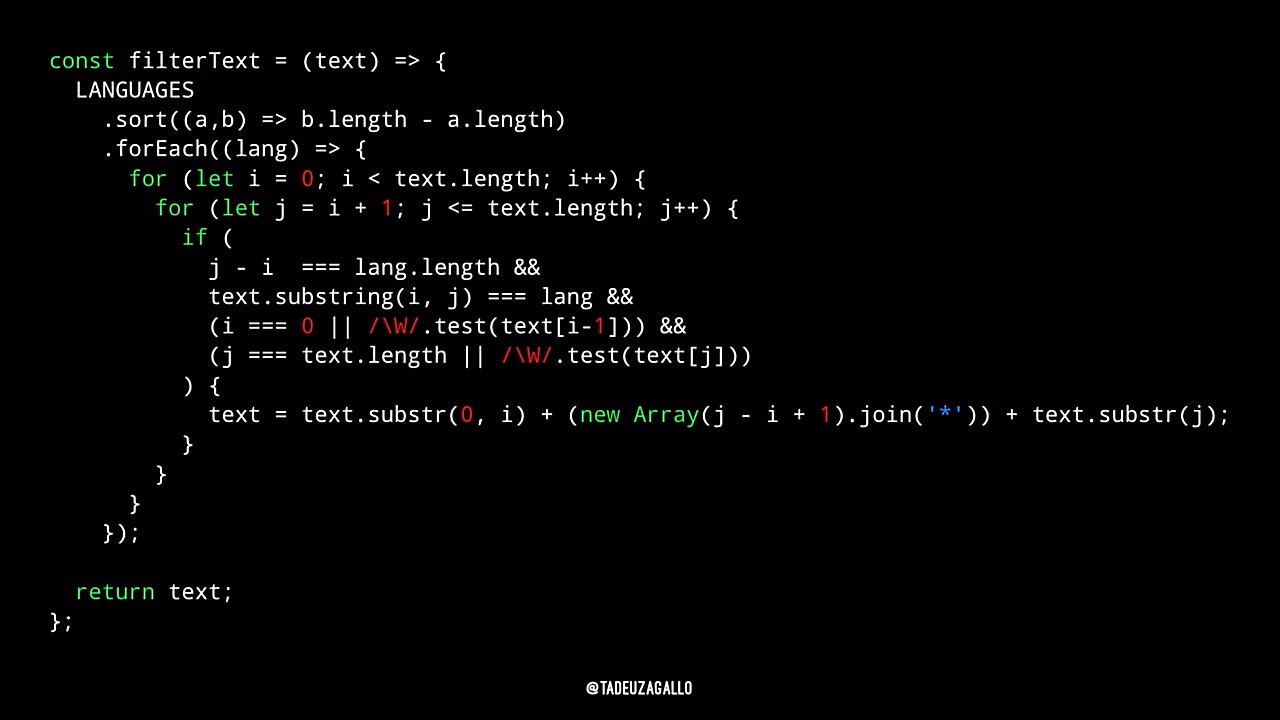 const filterText = (text) => {
  LANGUAGES
    .sort((a,b) => b.length - a.length)
    .forEach((lang) => {
      for (let i = 0; i < text.length; i++) {
        for (let j = i + 1; j <= text.length; j++) {
          if (
            j - i  === lang.length &&
            text.substring(i, j) === lang &&
            (i === 0 || /\W/.test(text[i-1])) &&
            (j === text.length || /\W/.test(text[j]))
          ) {
            text = text.substr(0, i) + (new Array(j - i + 1).join('*')) + text.substr(j);
          }
        }
      }
    });

  return text;
};
@TADEUZAGALLO